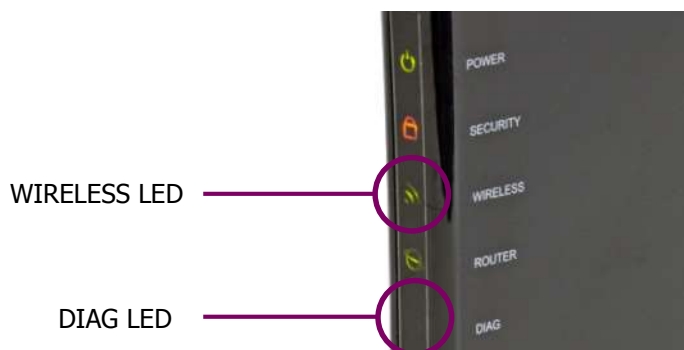 POWER
SECURITY
WIRELESS LED
WIRELESS
ROUTER
DIAG LED
DIAG